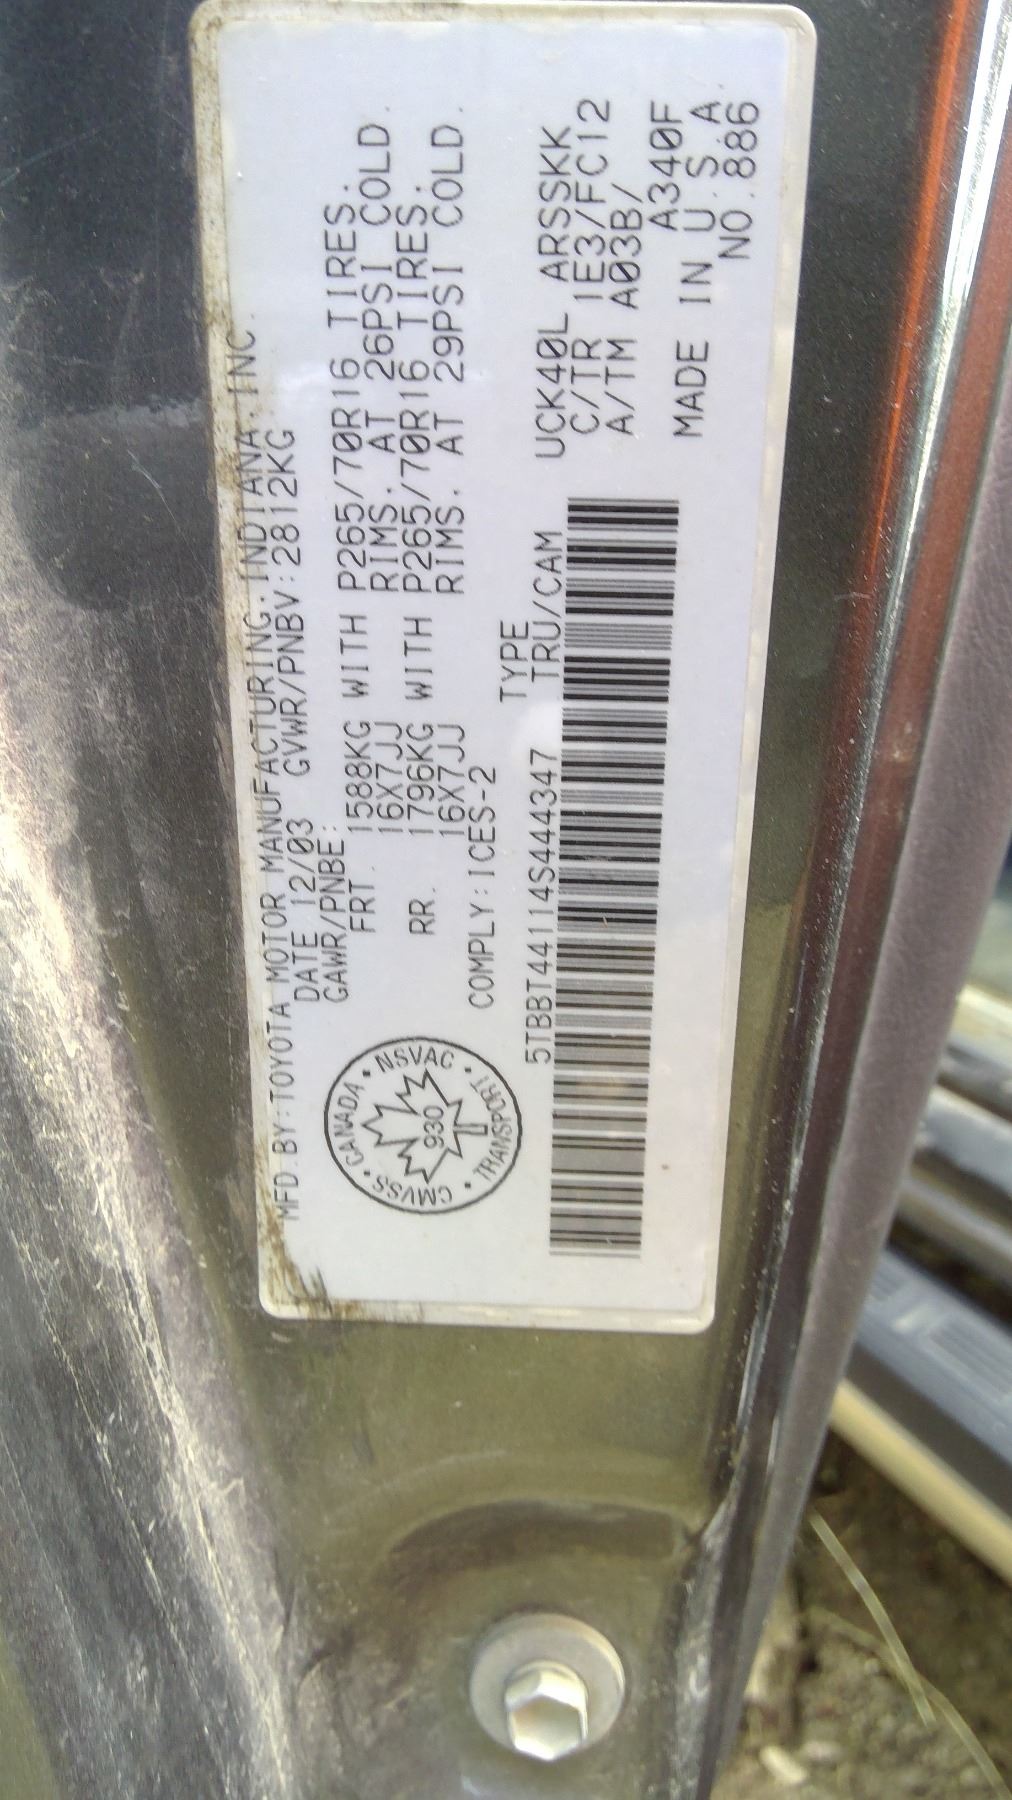 MFD.BY:TOYOTA MOTOR MANUFACTURING,INDIANA,INC.
DATE 12/03 GVWR/PNBV:2812KG
GAWR/PNBE:
FRT. 1588KG WITH P265/70R16 TIRES.
16X7JJ RIMS. AT 26PSI COLD.
RR. 1796KG WITH P265/70R16 TIRES.
16X7JJ RIMS. AT 29PSI COLD.
COMPLY:ICES-2
CANADA • NSVAC • TRANSPORT • CMVSS •
930
TYPE
5TBBT44114S444347 TRU/CAM
UCK40L ARSSKK
C/TR 1E3/FC12
A/TM A03B/
A340F
MADE IN U.S.A.
NO.886